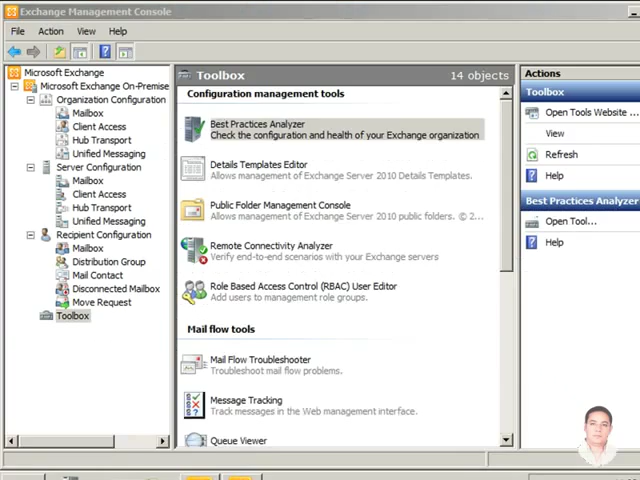 Exchange Management Console
File Action View Help
Microsoft Exchange
Microsoft Exchange On-Premise
Organization Configuration
Mailbox
Client Access
Hub Transport
Unified Messaging
Server Configuration
Mailbox
Client Access
Hub Transport
Unified Messaging
Recipient Configuration
Mailbox
Distribution Group
Mail Contact
Disconnected Mailbox
Move Request
Toolbox
Toolbox 14 objects
Configuration management tools
Best Practices Analyzer
Check the configuration and health of your Exchange organization
Details Templates Editor
Allows management of Exchange Server 2010 Details Templates.
Public Folder Management Console
Allows management of Exchange Server 2010 public folders. © 2...
Remote Connectivity Analyzer
Verify end-to-end scenarios with your Exchange servers
Role Based Access Control (RBAC) User Editor
Add users to management role groups.
Mail flow tools
Mail Flow Troubleshooter
Troubleshoot mail flow problems.
Message Tracking
Track messages in the Web management interface.
Queue Viewer
Actions
Toolbox
Open Tools Website ...
View
Refresh
Help
Best Practices Analyzer
Open Tool...
Help